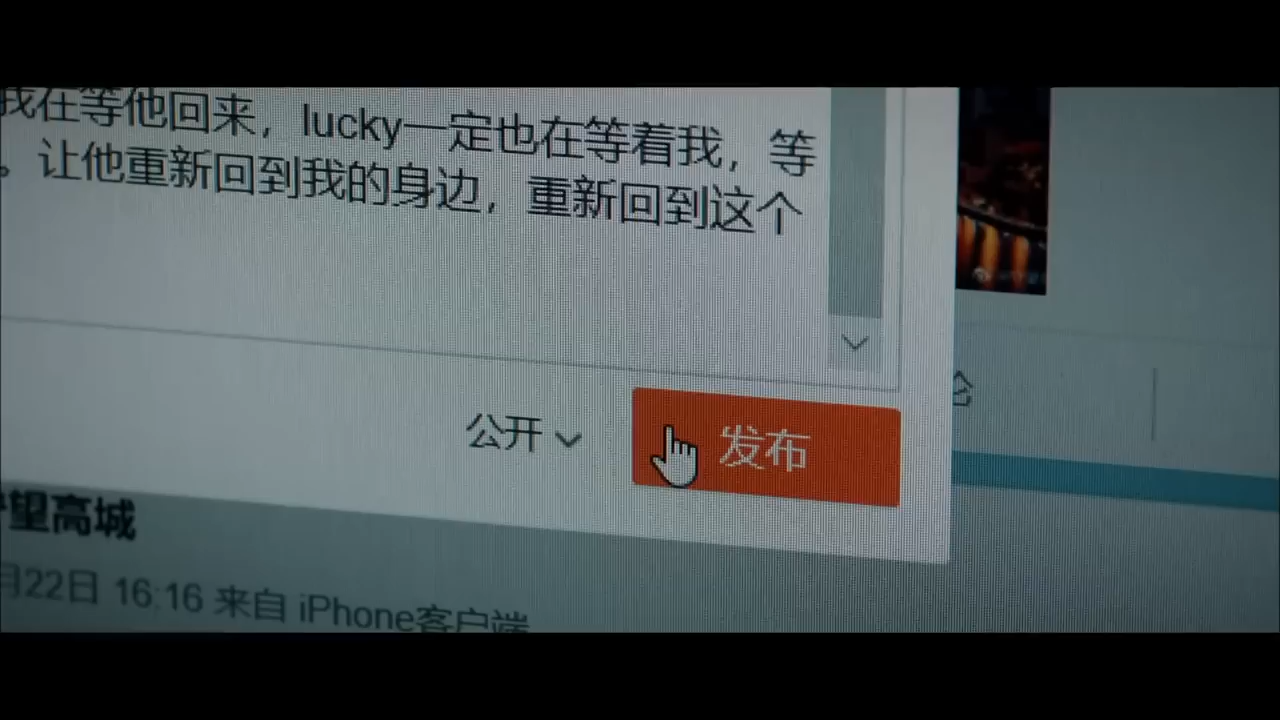 我在等他回来，lucky一定也在等着我，等
。让他重新回到我的身边，重新回到这个
公开
发布
论
望高城
月22日 16:16 来自 iPhone客户端